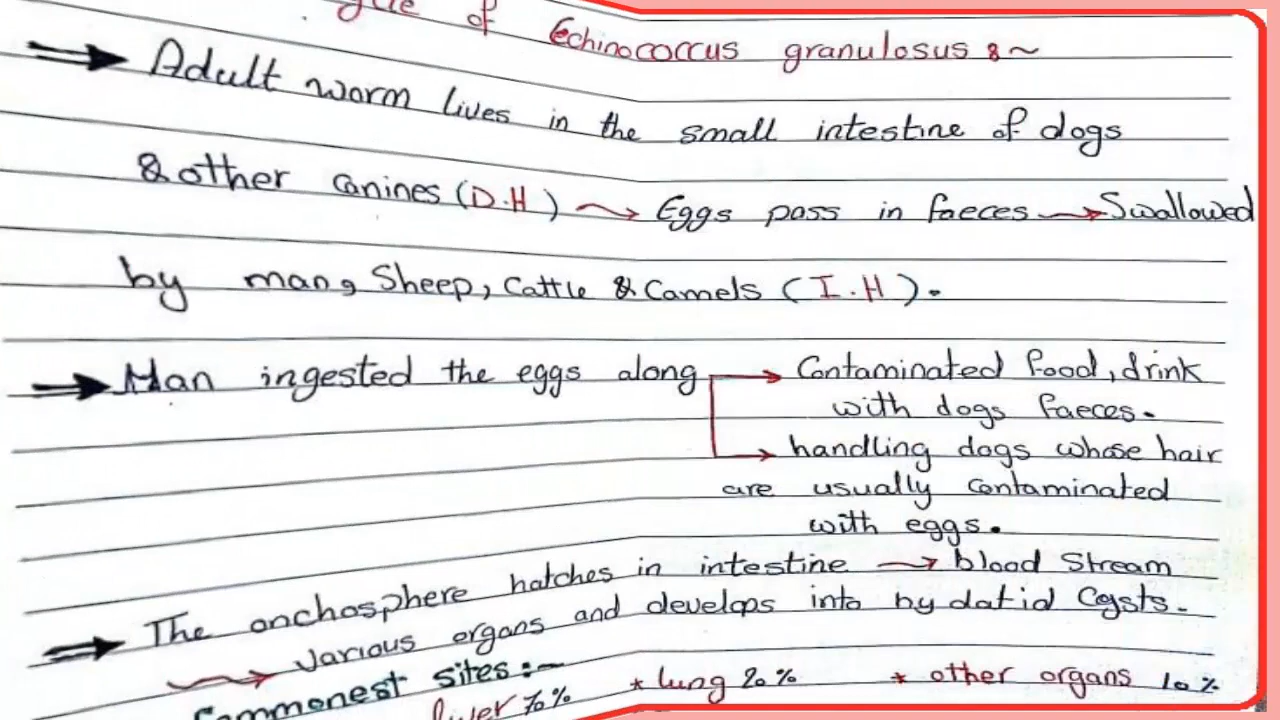 of Echinococcus granulosus :~
⇒ Adult worm lives in the small intestine of dogs
& other canines (D.H) → Eggs pass in faeces → Swallowed
by man, Sheep, Cattle & Camels (I.H).
⇒ Man ingested the eggs along → Contaminated food, drink
with dogs faeces.
→ handling dogs whose hair
are usually contaminated
with eggs.
⇒ The onchosphere hatches in intestine → blood Stream
→ various organs and develops into hydatid Cysts.
Commonest sites :-
liver 70% * lung 20% * other organs 10%